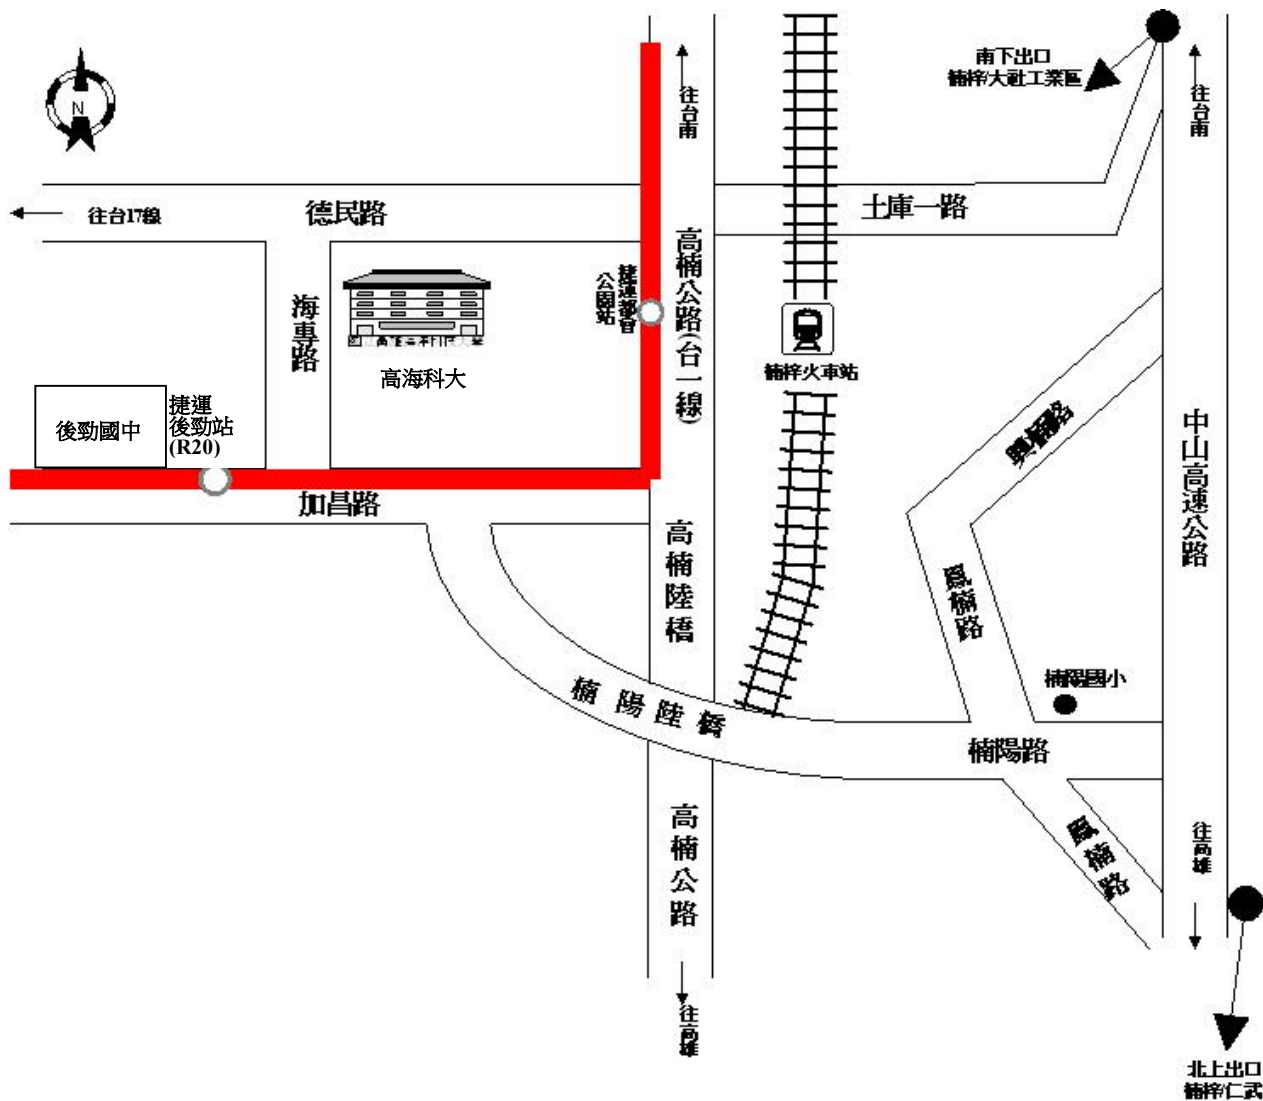 N
南下出口
楠梓/大社工業區
往台南
往台南
往台17線
德民路
土庫一路
海專路
捷運都會
公園站
高楠公路(台一線)
高海科大
楠梓火車站
後勁國中
捷運
後勁站
(R20)
興楠路
中山高速公路
加昌路
高楠陸橋
鳳楠路
楠陽國小
楠陽陸橋
楠陽路
高楠公路
鳳楠路
往高雄
往高雄
北上出口
楠梓/仁武